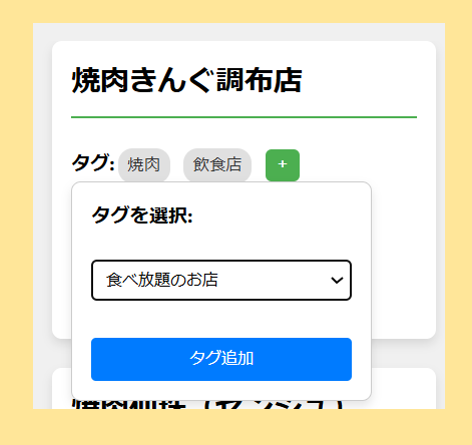 焼肉きんぐ調布店
タグ: 焼肉 飲食店 +
タグを選択:
食べ放題のお店
タグ追加